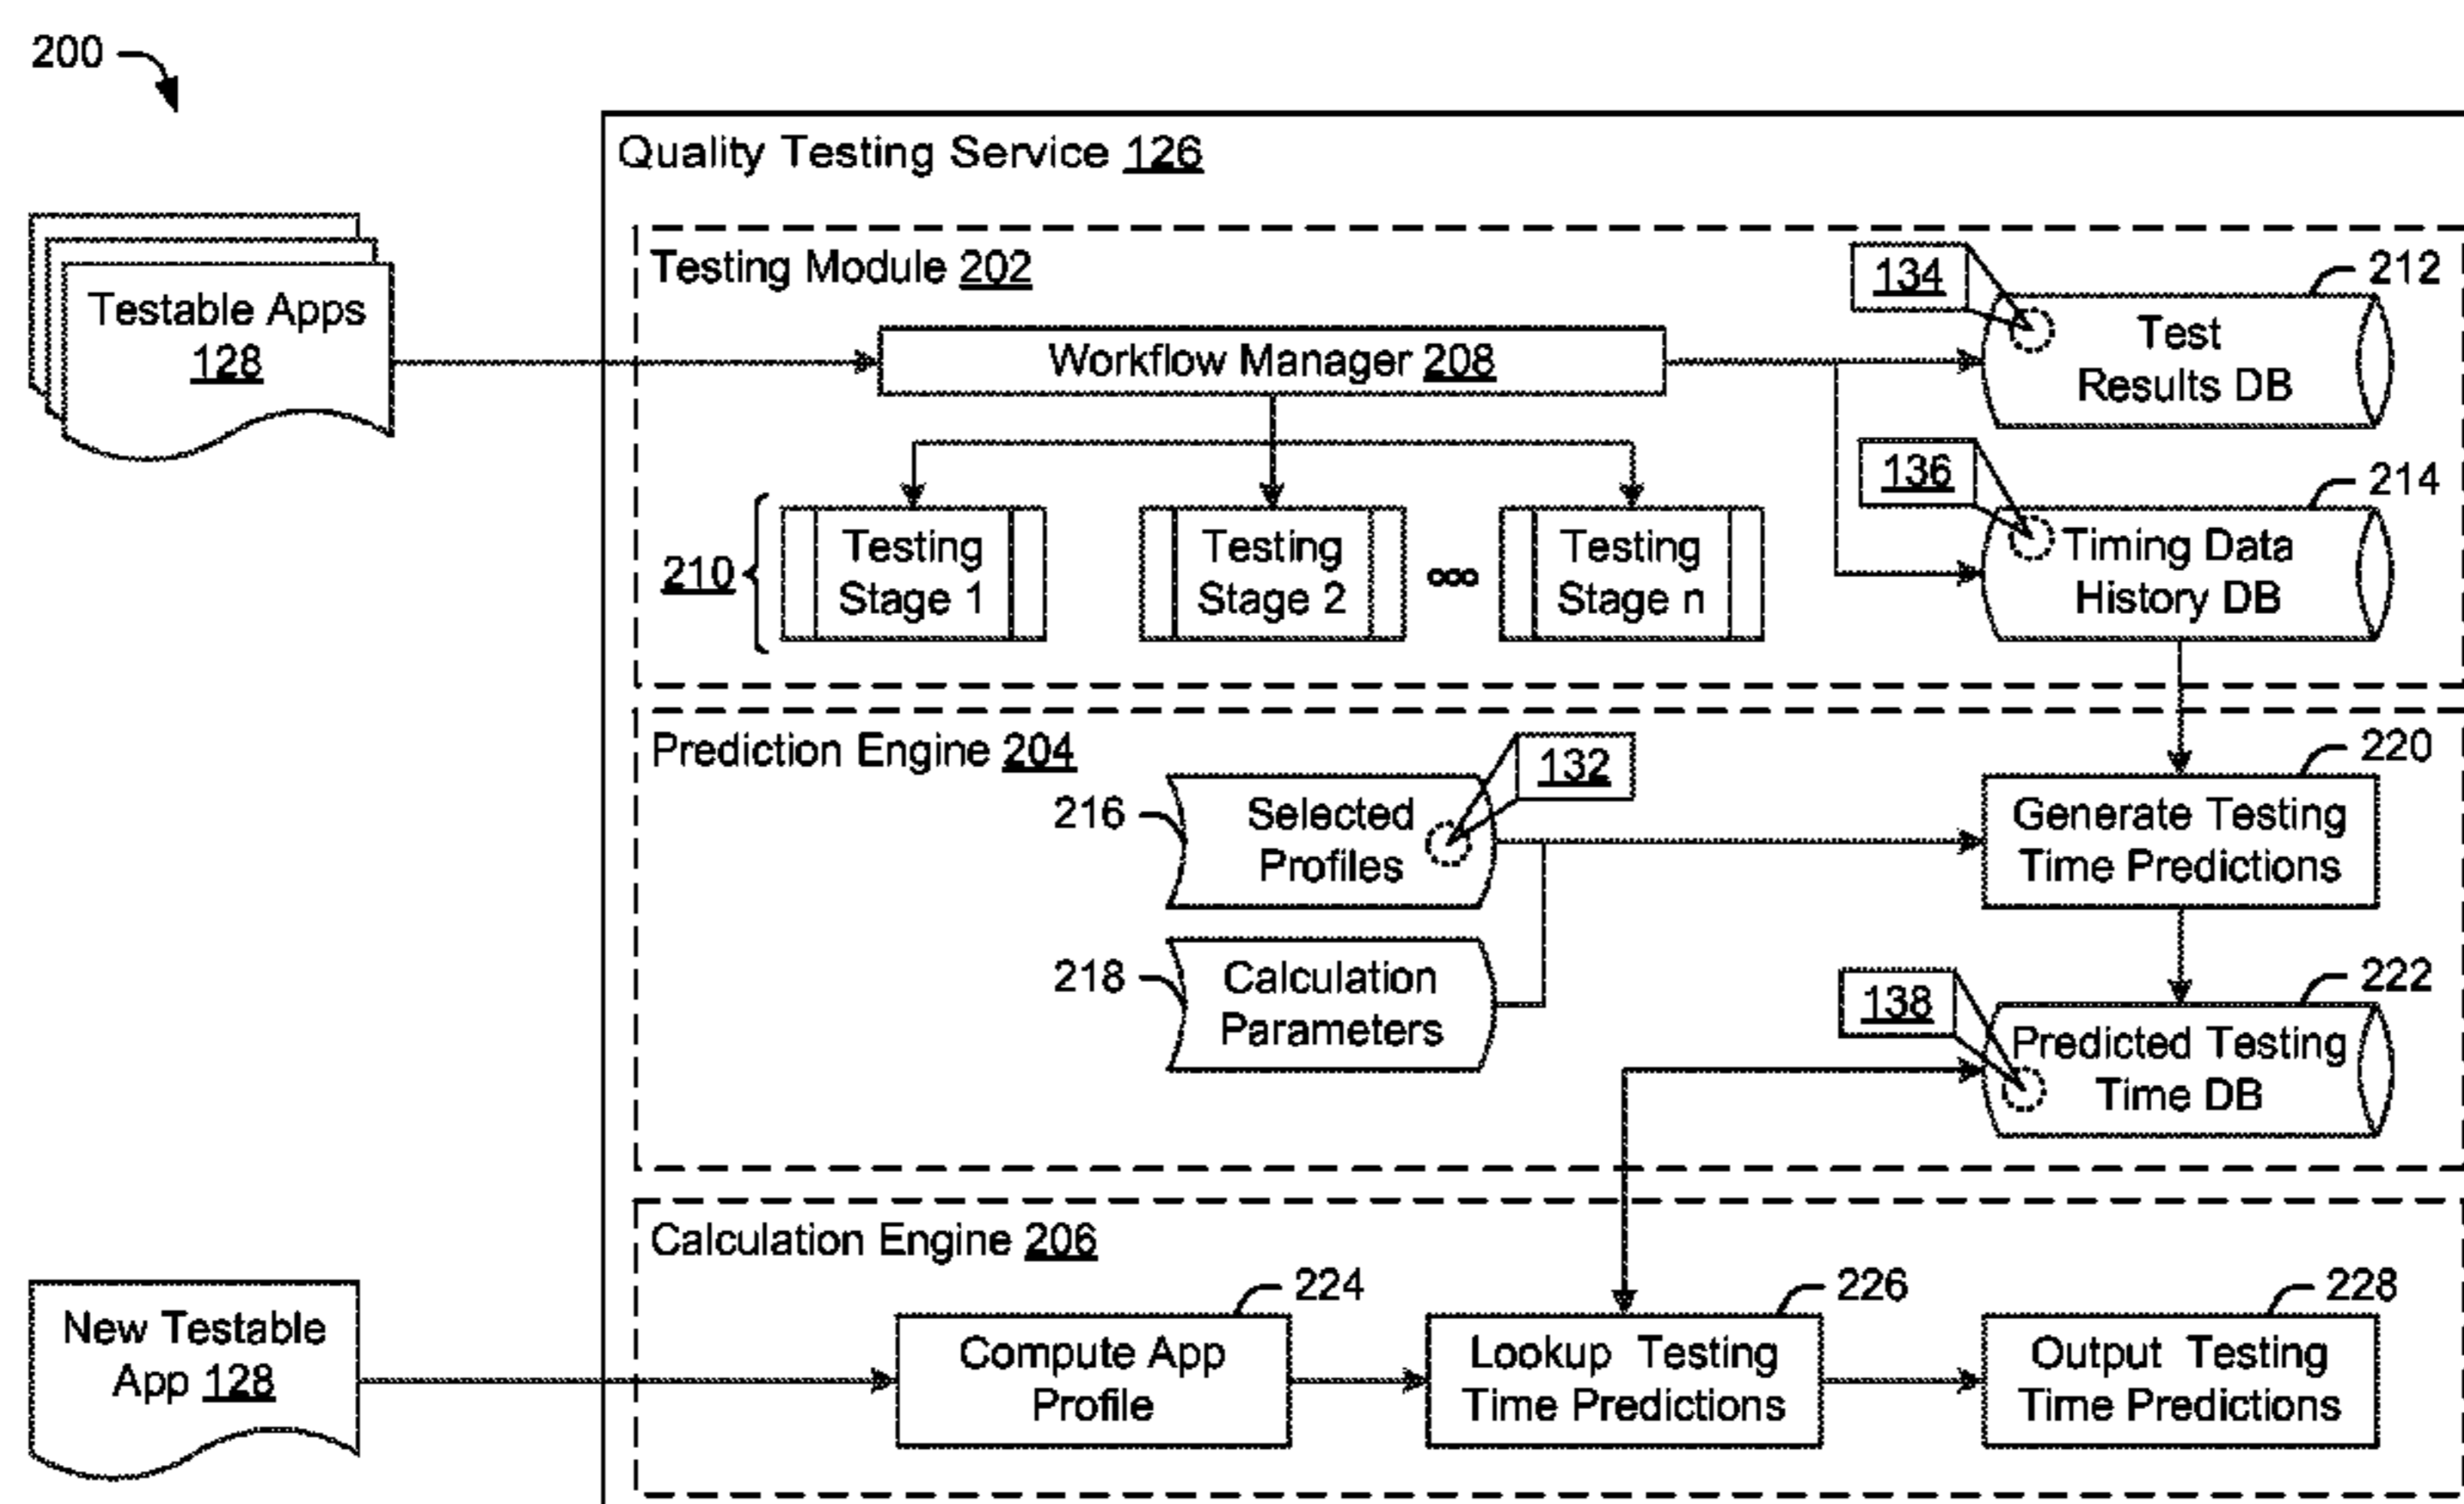 200
Quality Testing Service 126
Testable Apps
128
Testing Module 202
Workflow Manager 208
134
212
Test
Results DB
136
214
Timing Data
History DB
210
Testing
Stage 1
Testing
Stage 2
ooo
Testing
Stage n
Prediction Engine 204
216
Selected
Profiles
132
220
Generate Testing
Time Predictions
218
Calculation
Parameters
138
222
Predicted Testing
Time DB
Calculation Engine 206
New Testable
App 128
224
Compute App
Profile
226
Lookup Testing
Time Predictions
228
Output Testing
Time Predictions